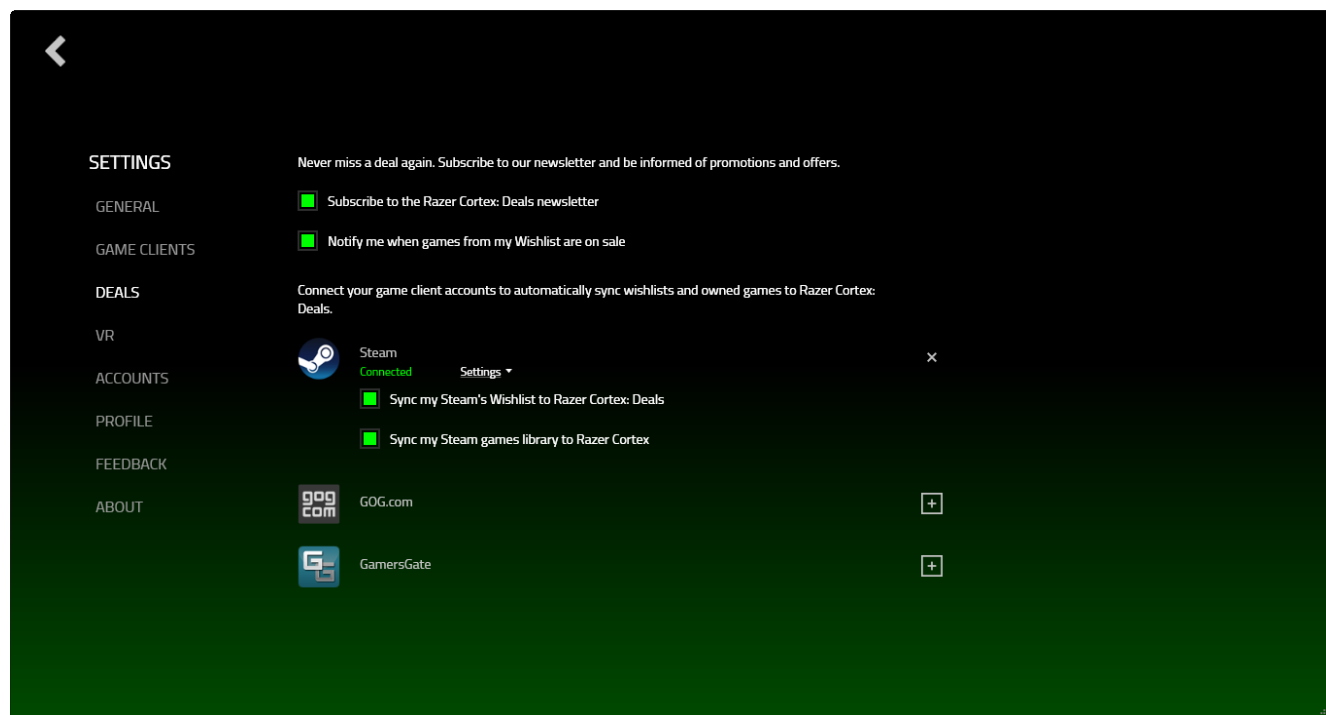 SETTINGS
GENERAL
GAME CLIENTS
DEALS
VR
ACCOUNTS
PROFILE
FEEDBACK
ABOUT
Never miss a deal again. Subscribe to our newsletter and be informed of promotions and offers.
Subscribe to the Razer Cortex: Deals newsletter
Notify me when games from my Wishlist are on sale
Connect your game client accounts to automatically sync wishlists and owned games to Razer Cortex:
Deals.
Steam
Connected Settings
Sync my Steam's Wishlist to Razer Cortex: Deals
Sync my Steam games library to Razer Cortex
gog
com
GOG.com
GG
GamersGate